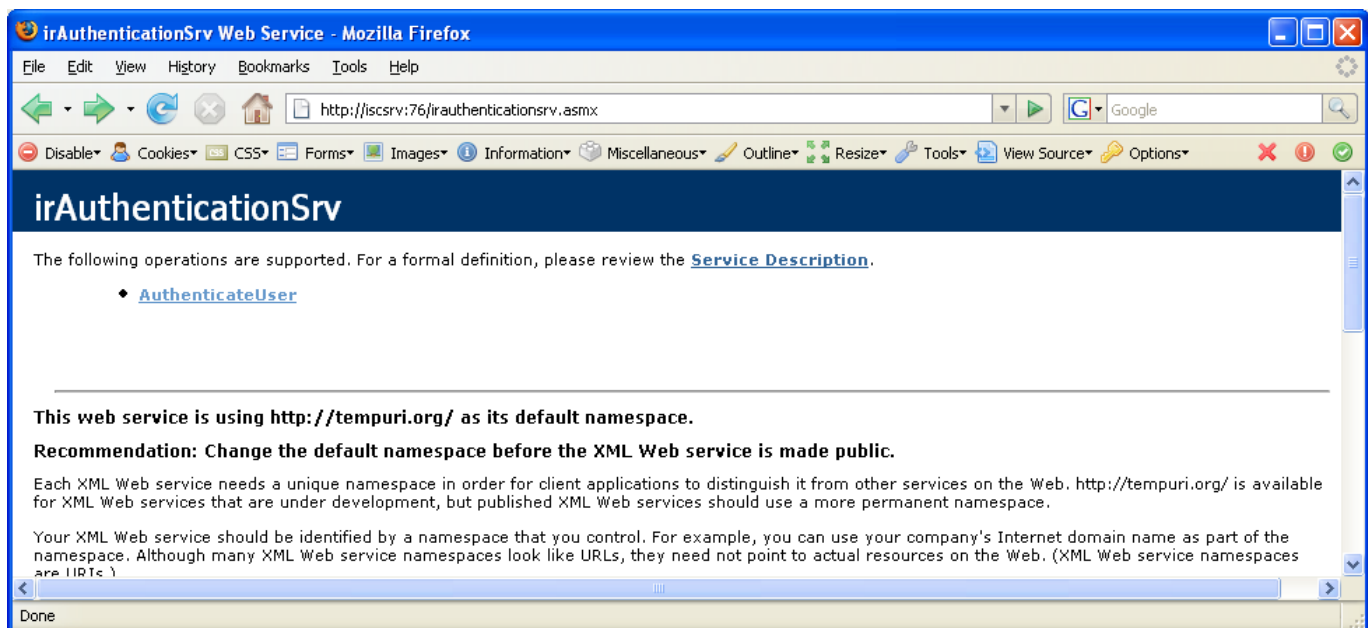 irAuthenticationSrv Web Service - Mozilla Firefox
File Edit View History Bookmarks Tools Help
http://iscsrv:76/irauthenticationsrv.asmx
G Google
Disable Cookies CSS CSS Forms Images Information Miscellaneous Outline Resize Tools View Source Options
irAuthenticationSrv
The following operations are supported. For a formal definition, please review the Service Description.
AuthenticateUser
This web service is using http://tempuri.org/ as its default namespace.
Recommendation: Change the default namespace before the XML Web service is made public.
Each XML Web service needs a unique namespace in order for client applications to distinguish it from other services on the Web. http://tempuri.org/ is available
for XML Web services that are under development, but published XML Web services should use a more permanent namespace.
Your XML Web service should be identified by a namespace that you control. For example, you can use your company's Internet domain name as part of the
namespace. Although many XML Web service namespaces look like URLs, they need not point to actual resources on the Web. (XML Web service namespaces
are URIs.)
Done